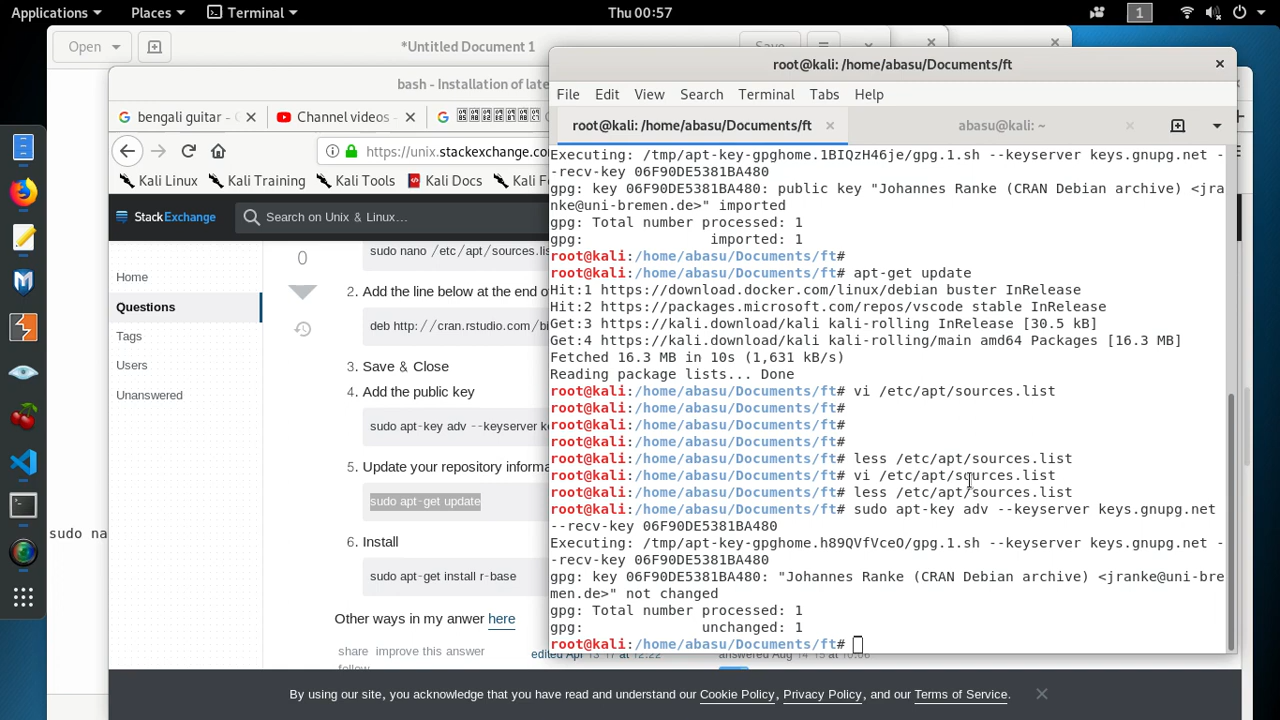 Applications
Places
Terminal
Thu 00:57
1
Open
*Untitled Document 1
Save
bash - Installation of late
root@kali: /home/abasu/Documents/ft
bengali guitar -
Channel videos -
File Edit View Search Terminal Tabs Help
root@kali: /home/abasu/Documents/ft
abasu@kali: ~
https://unix.stackexchange.
Kali Linux
Kali Training
Kali Tools
Kali Docs
StackExchange
Search on Unix & Linux…
Home
Questions
Tags
Users
Unanswered
0
sudo nano /etc/apt/sources.lis
2. Add the line below at the end o
deb http://cran.rstudio.com/bi
3. Save & Close
4. Add the public key
sudo apt-key adv --keyserver k
5. Update your repository informa
sudo apt-get update
6. Install
sudo apt-get install r-base
Other ways in my anwer here
share improve this answer
follow
edited Apr 13 '17 at 12:22
sudo na
Executing: /tmp/apt-key-gpghome.1BIQzH46je/gpg.1.sh --keyserver keys.gnupg.net -
-recv-key 06F90DE5381BA480
gpg: key 06F90DE5381BA480: public key "Johannes Ranke (CRAN Debian archive) <jra
nke@uni-bremen.de>" imported
gpg: Total number processed: 1
gpg: imported: 1
root@kali:/home/abasu/Documents/ft#
root@kali:/home/abasu/Documents/ft# apt-get update
Hit:1 https://download.docker.com/linux/debian buster InRelease
Hit:2 https://packages.microsoft.com/repos/vscode stable InRelease
Get:3 https://kali.download/kali kali-rolling InRelease [30.5 kB]
Get:4 https://kali.download/kali kali-rolling/main amd64 Packages [16.3 MB]
Fetched 16.3 MB in 10s (1,631 kB/s)
Reading package lists... Done
root@kali:/home/abasu/Documents/ft# vi /etc/apt/sources.list
root@kali:/home/abasu/Documents/ft#
root@kali:/home/abasu/Documents/ft#
root@kali:/home/abasu/Documents/ft#
root@kali:/home/abasu/Documents/ft# less /etc/apt/sources.list
root@kali:/home/abasu/Documents/ft# vi /etc/apt/sources.list
root@kali:/home/abasu/Documents/ft# less /etc/apt/sources.list
root@kali:/home/abasu/Documents/ft# sudo apt-key adv --keyserver keys.gnupg.net
--recv-key 06F90DE5381BA480
Executing: /tmp/apt-key-gpghome.h89QVfVceO/gpg.1.sh --keyserver keys.gnupg.net -
-recv-key 06F90DE5381BA480
gpg: key 06F90DE5381BA480: "Johannes Ranke (CRAN Debian archive) <jranke@uni-bre
men.de>" not changed
gpg: Total number processed: 1
gpg: unchanged: 1
root@kali:/home/abasu/Documents/ft#
By using our site, you acknowledge that you have read and understand our Cookie Policy, Privacy Policy, and our Terms of Service.